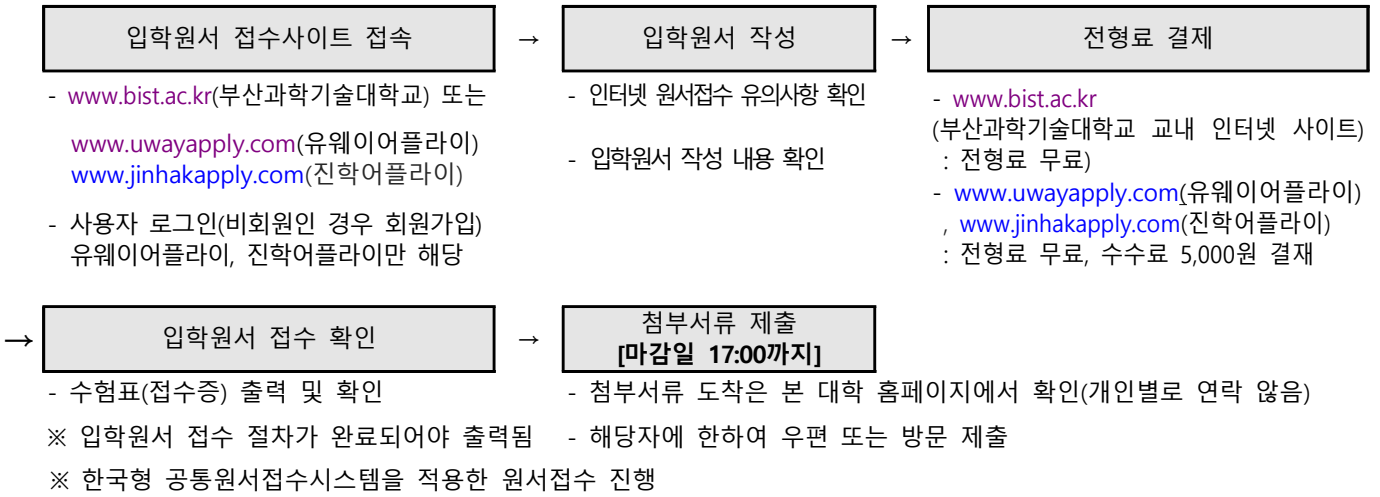 입학원서 접수사이트 접속 → 입학원서 작성 → 전형료 결제
- www.bist.ac.kr(부산과학기술대학교) 또는
www.uwayapply.com(유웨이어플라이)
www.jinhakapply.com(진학어플라이)
- 사용자 로그인(비회원인 경우 회원가입)
유웨이어플라이, 진학어플라이만 해당
- 인터넷 원서접수 유의사항 확인
- 입학원서 작성 내용 확인
- www.bist.ac.kr
(부산과학기술대학교 교내 인터넷 사이트)
: 전형료 무료)
- www.uwayapply.com(유웨이어플라이)
, www.jinhakapply.com(진학어플라이)
: 전형료 무료, 수수료 5,000원 결재
→ 입학원서 접수 확인 → 첨부서류 제출
[마감일 17:00까지]
- 수험표(접수증) 출력 및 확인
※ 입학원서 접수 절차가 완료되어야 출력됨
- 첨부서류 도착은 본 대학 홈페이지에서 확인(개인별로 연락 않음)
- 해당자에 한하여 우편 또는 방문 제출
※ 한국형 공통원서접수시스템을 적용한 원서접수 진행